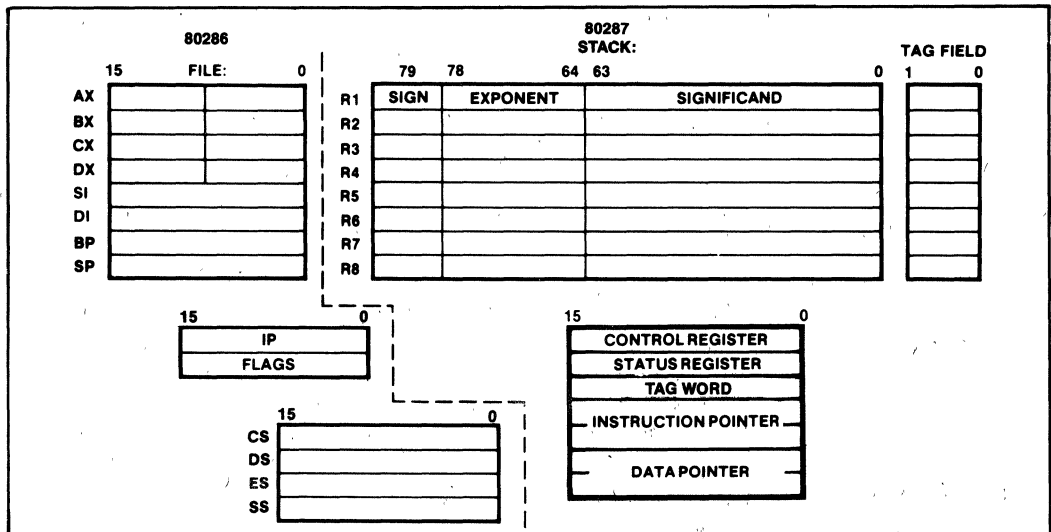 80286
15 FILE: 0
AX
BX
CX
DX
SI
DI
BP
SP
80287
STACK:
79 78 64 63 0
R1 SIGN EXPONENT SIGNIFICAND
R2
R3
R4
R5
R6
R7
R8
TAG FIELD
1 0
15 0
IP
FLAGS
15 0
CS
DS
ES
SS
15 0
CONTROL REGISTER
STATUS REGISTER
TAG WORD
INSTRUCTION POINTER
DATA POINTER